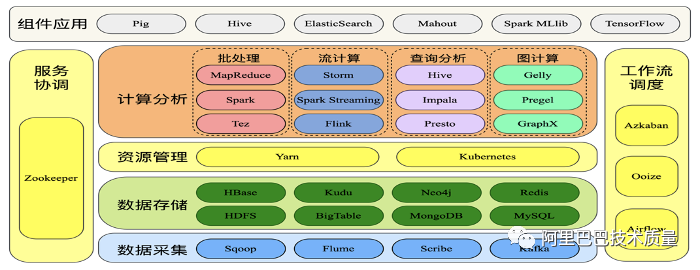 组件应用 Pig Hive ElasticSearch Mahout Spark MLlib TensorFlow
服务协调
Zookeeper
计算分析
批处理 流计算 查询分析 图计算
MapReduce Storm Hive Gelly
Spark Spark Streaming Impala Pregel
Tez Flink Presto GraphX
资源管理 Yarn Kubernetes
数据存储
HBase Kudu Neo4j Redis
HDFS BigTable MongoDB MySQL
数据采集 Sqoop Flume Scribe Kafka
工作流
调度
Azkaban
Ooize
Airflow
阿里巴巴技术质量